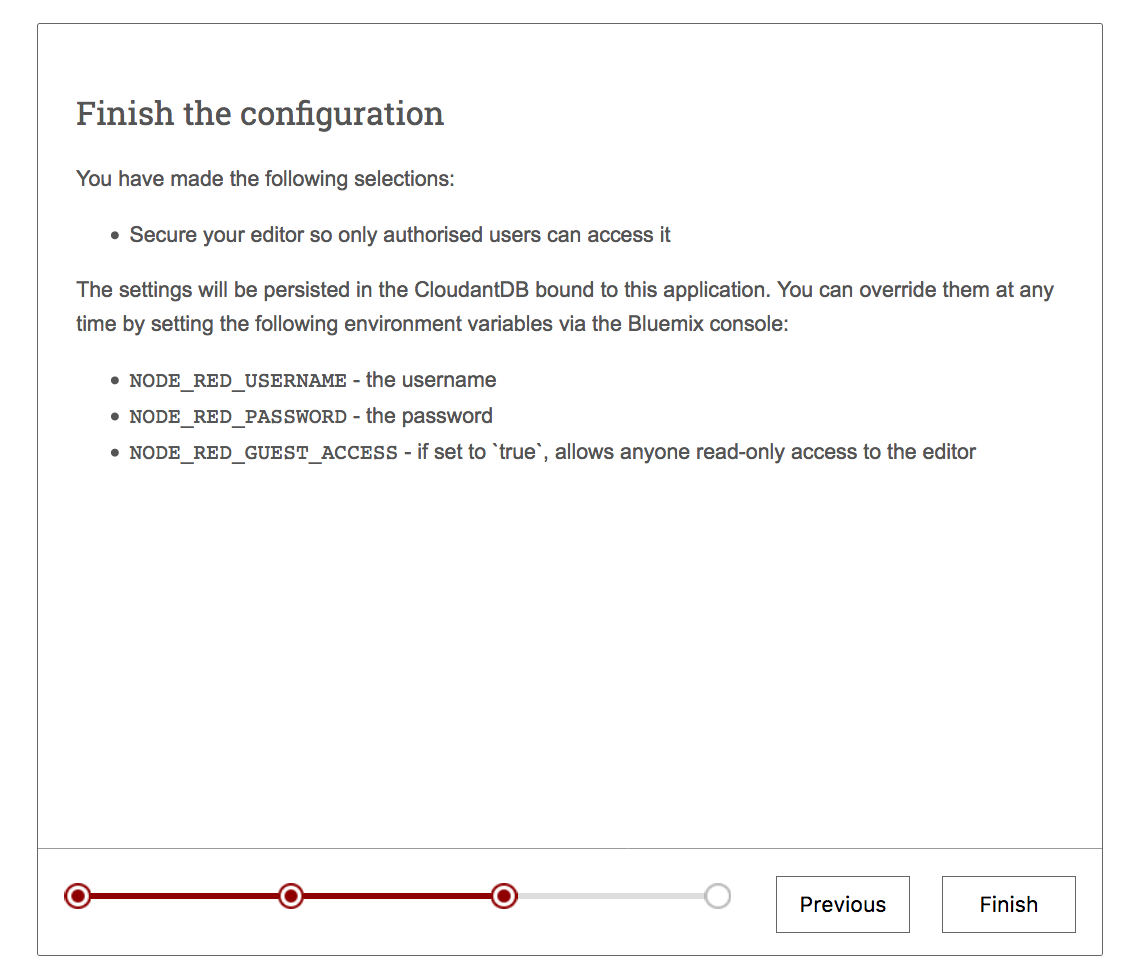 Finish the configuration
You have made the following selections:
• Secure your editor so only authorised users can access it
The settings will be persisted in the CloudantDB bound to this application. You can override them at any
time by setting the following environment variables via the Bluemix console:
• NODE_RED_USERNAME - the username
• NODE_RED_PASSWORD - the password
• NODE_RED_GUEST_ACCESS - if set to `true`, allows anyone read-only access to the editor
Previous
Finish